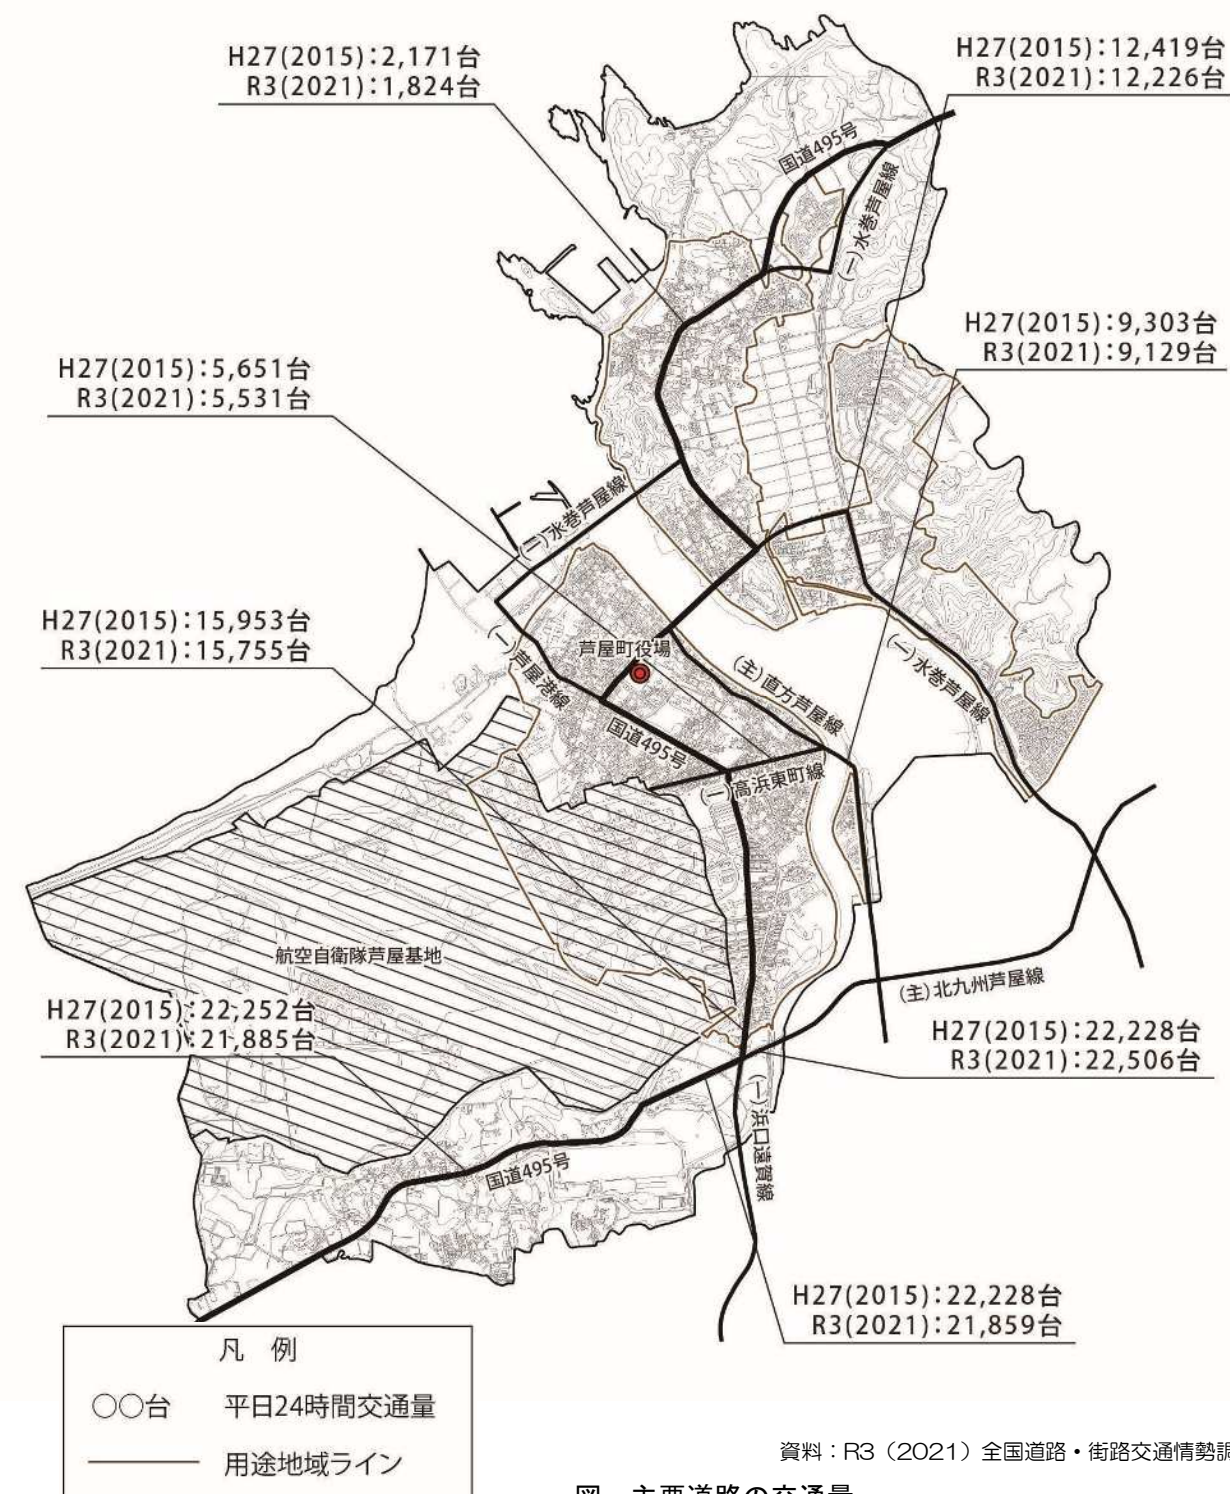 H27(2015):2,171台
R3(2021):1,824台
H27(2015):12,419台
R3(2021):12,226台
国道495号
(一)水巻芦屋線
H27(2015):9,303台
R3(2021):9,129台
H27(2015):5,651台
R3(2021):5,531台
(一)水巻芦屋線
H27(2015):15,953台
R3(2021):15,755台
芦屋町役場
(一)芦屋港線
(主)直方芦屋線
(一)水巻芦屋線
国道495号
(一)高浜東町線
航空自衛隊芦屋基地
(主)北九州芦屋線
H27(2015):22,252台
R3(2021):21,885台
H27(2015):22,228台
R3(2021):22,506台
(一)浜口遠賀線
国道495号
H27(2015):22,228台
R3(2021):21,859台
凡 例
○○台 平日24時間交通量
用途地域ライン
資料:R3(2021)全国道路・街路交通情勢調
図 主要道路の交通量